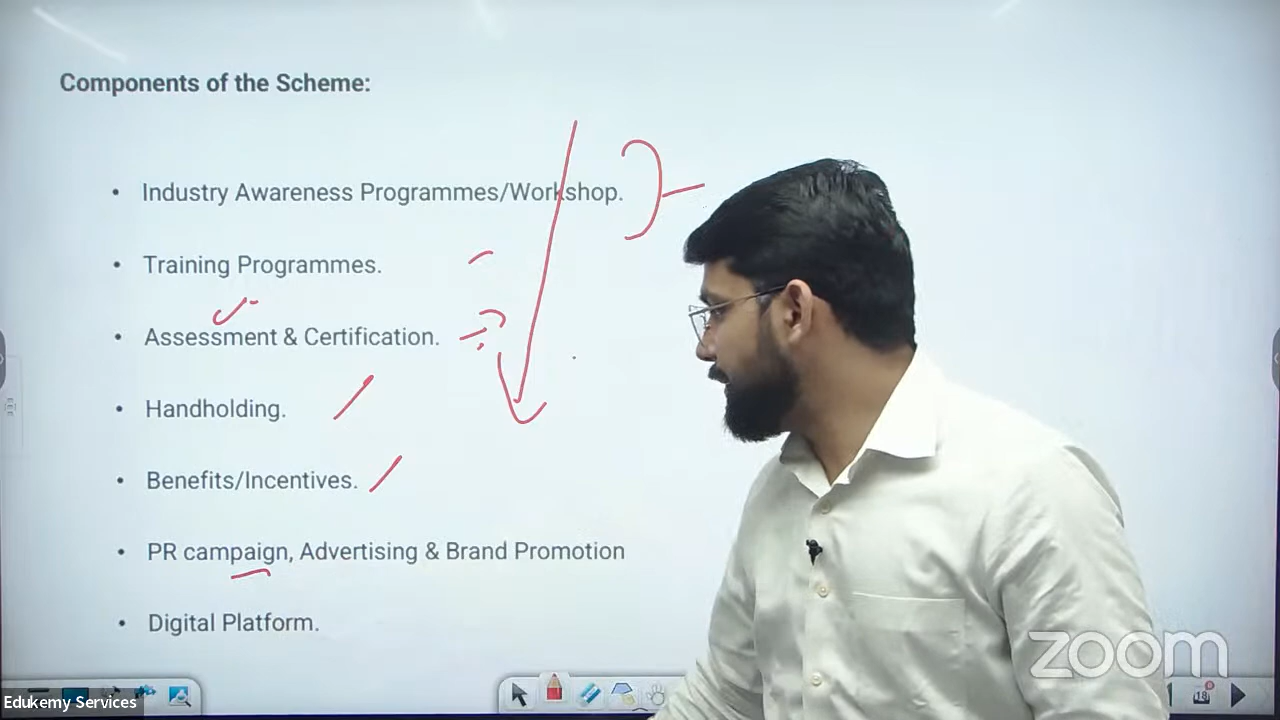 Components of the Scheme:
• Industry Awareness Programmes/Workshop.
• Training Programmes.
• Assessment & Certification.
• Handholding.
• Benefits/Incentives.
• PR campaign, Advertising & Brand Promotion
• Digital Platform.
zoom
Edukemy Services
18